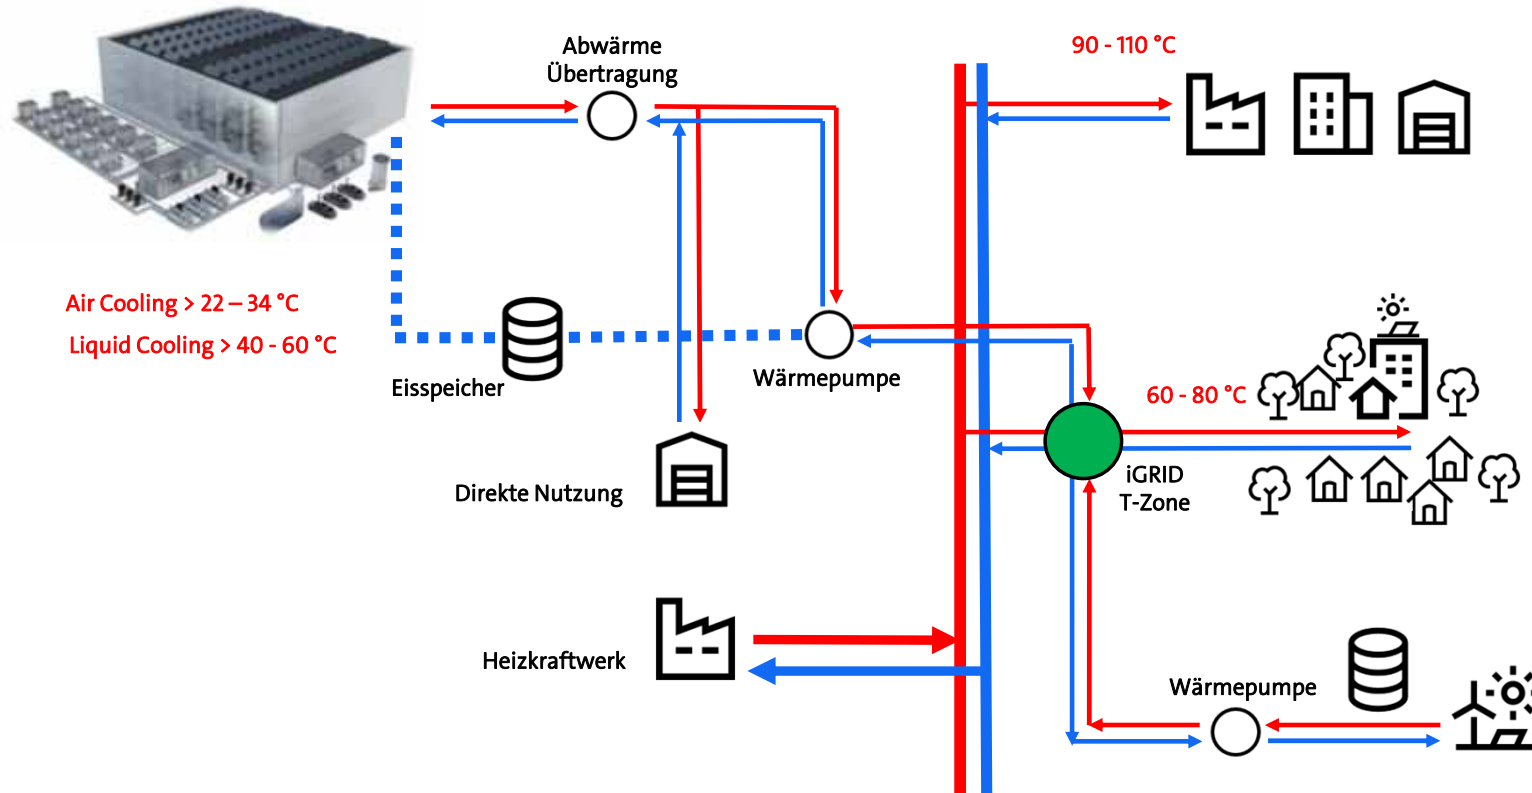 Abwärme
Übertragung
90 - 110 °C
Air Cooling > 22 – 34 °C
Liquid Cooling > 40 - 60 °C
Eisspeicher
Wärmepumpe
60 - 80 °C
Direkte Nutzung
iGRID
T-Zone
Heizkraftwerk
Wärmepumpe